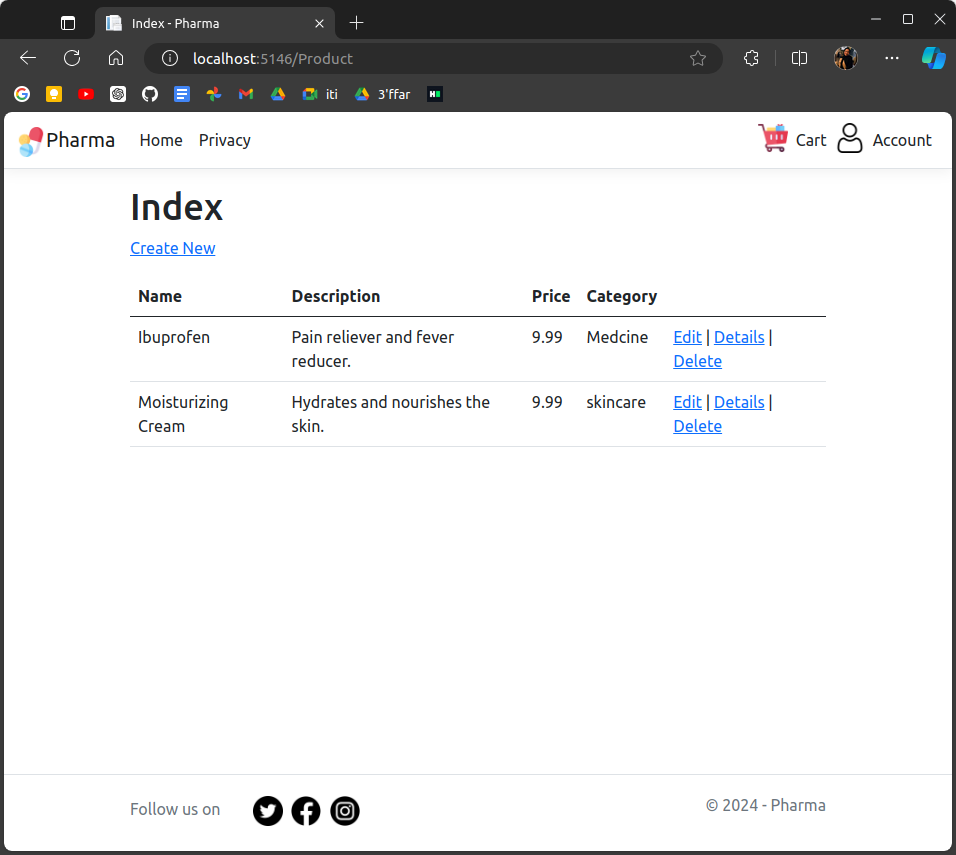 Index - Pharma
localhost:5146/Product
iti
3'ffar
Pharma Home Privacy Cart Account
Index
Create New
Name Description Price Category
Ibuprofen Pain reliever and fever reducer. 9.99 Medcine Edit | Details | Delete
Moisturizing Cream Hydrates and nourishes the skin. 9.99 skincare Edit | Details | Delete
Follow us on © 2024 - Pharma